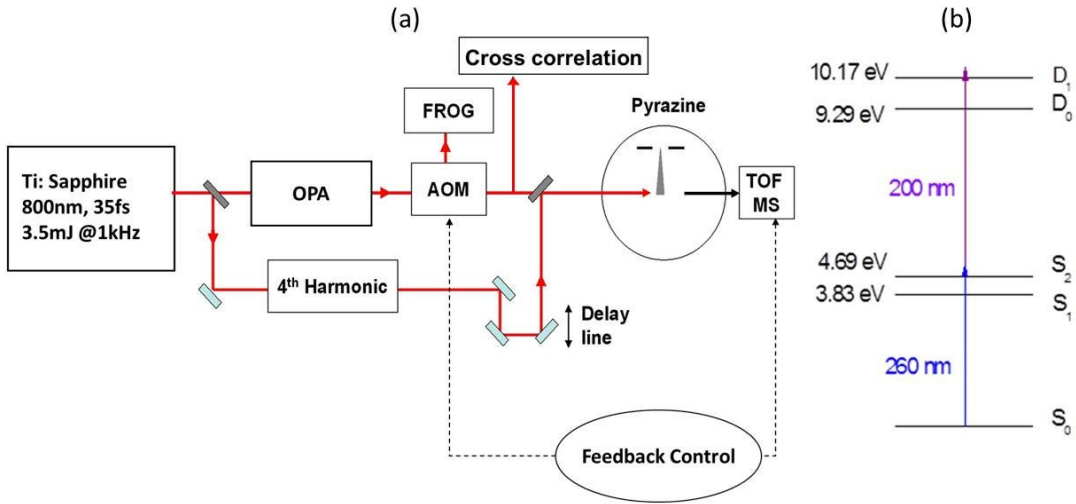 (a)
Cross correlation
FROG
Pyrazine
Ti: Sapphire
800nm, 35fs
3.5mJ @1kHz
OPA
AOM
TOF
MS
4th Harmonic
Delay
line
Feedback Control
(b)
10.17 eV
D1
9.29 eV
D0
200 nm
4.69 eV
S2
3.83 eV
S1
260 nm
S0